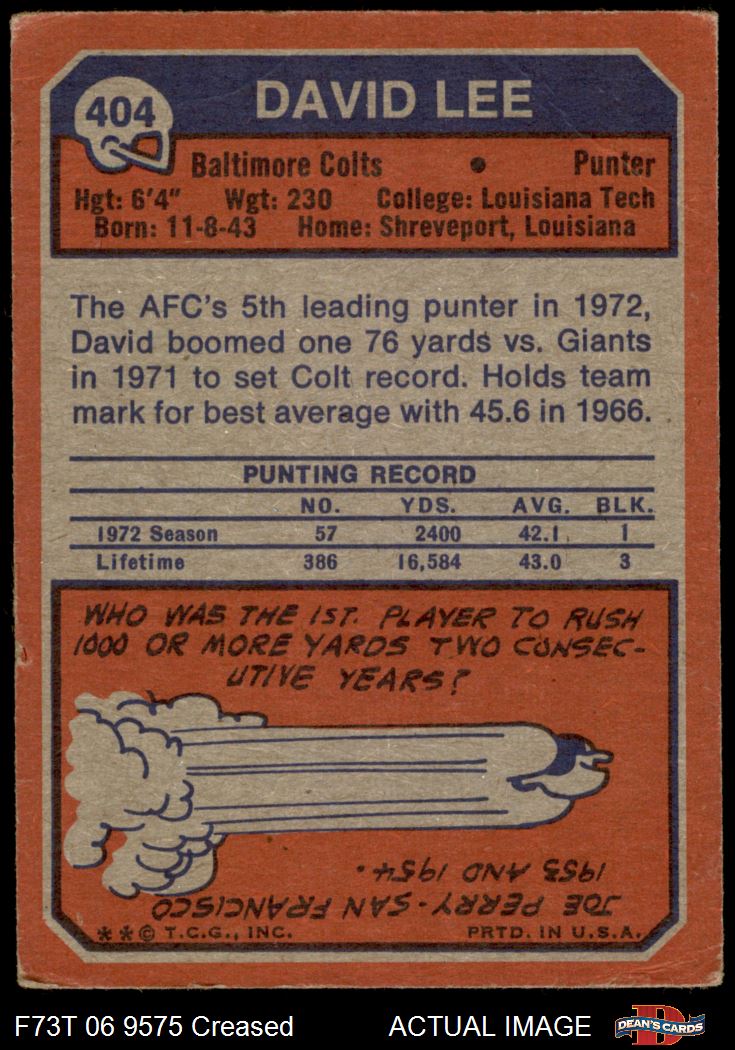 404
DAVID LEE
Baltimore Colts • Punter
Hgt: 6'4" Wgt: 230 College: Louisiana Tech
Born: 11-8-43 Home: Shreveport, Louisiana
The AFC's 5th leading punter in 1972,
David boomed one 76 yards vs. Giants
in 1971 to set Colt record. Holds team
mark for best average with 45.6 in 1966.
PUNTING RECORD
NO. YDS. AVG. BLK.
1972 Season 57 2400 42.1 1
Lifetime 386 16,584 43.0 3
WHO WAS THE 1ST. PLAYER TO RUSH
1000 OR MORE YARDS TWO CONSEC-
UTIVE YEARS?
JOE PERRY-SAN FRANCISCO
1953 AND 1954.
**© T.C.G., INC. PRTD. IN U.S.A.
F73T 06 9575 Creased ACTUAL IMAGE DEAN'S CARDS